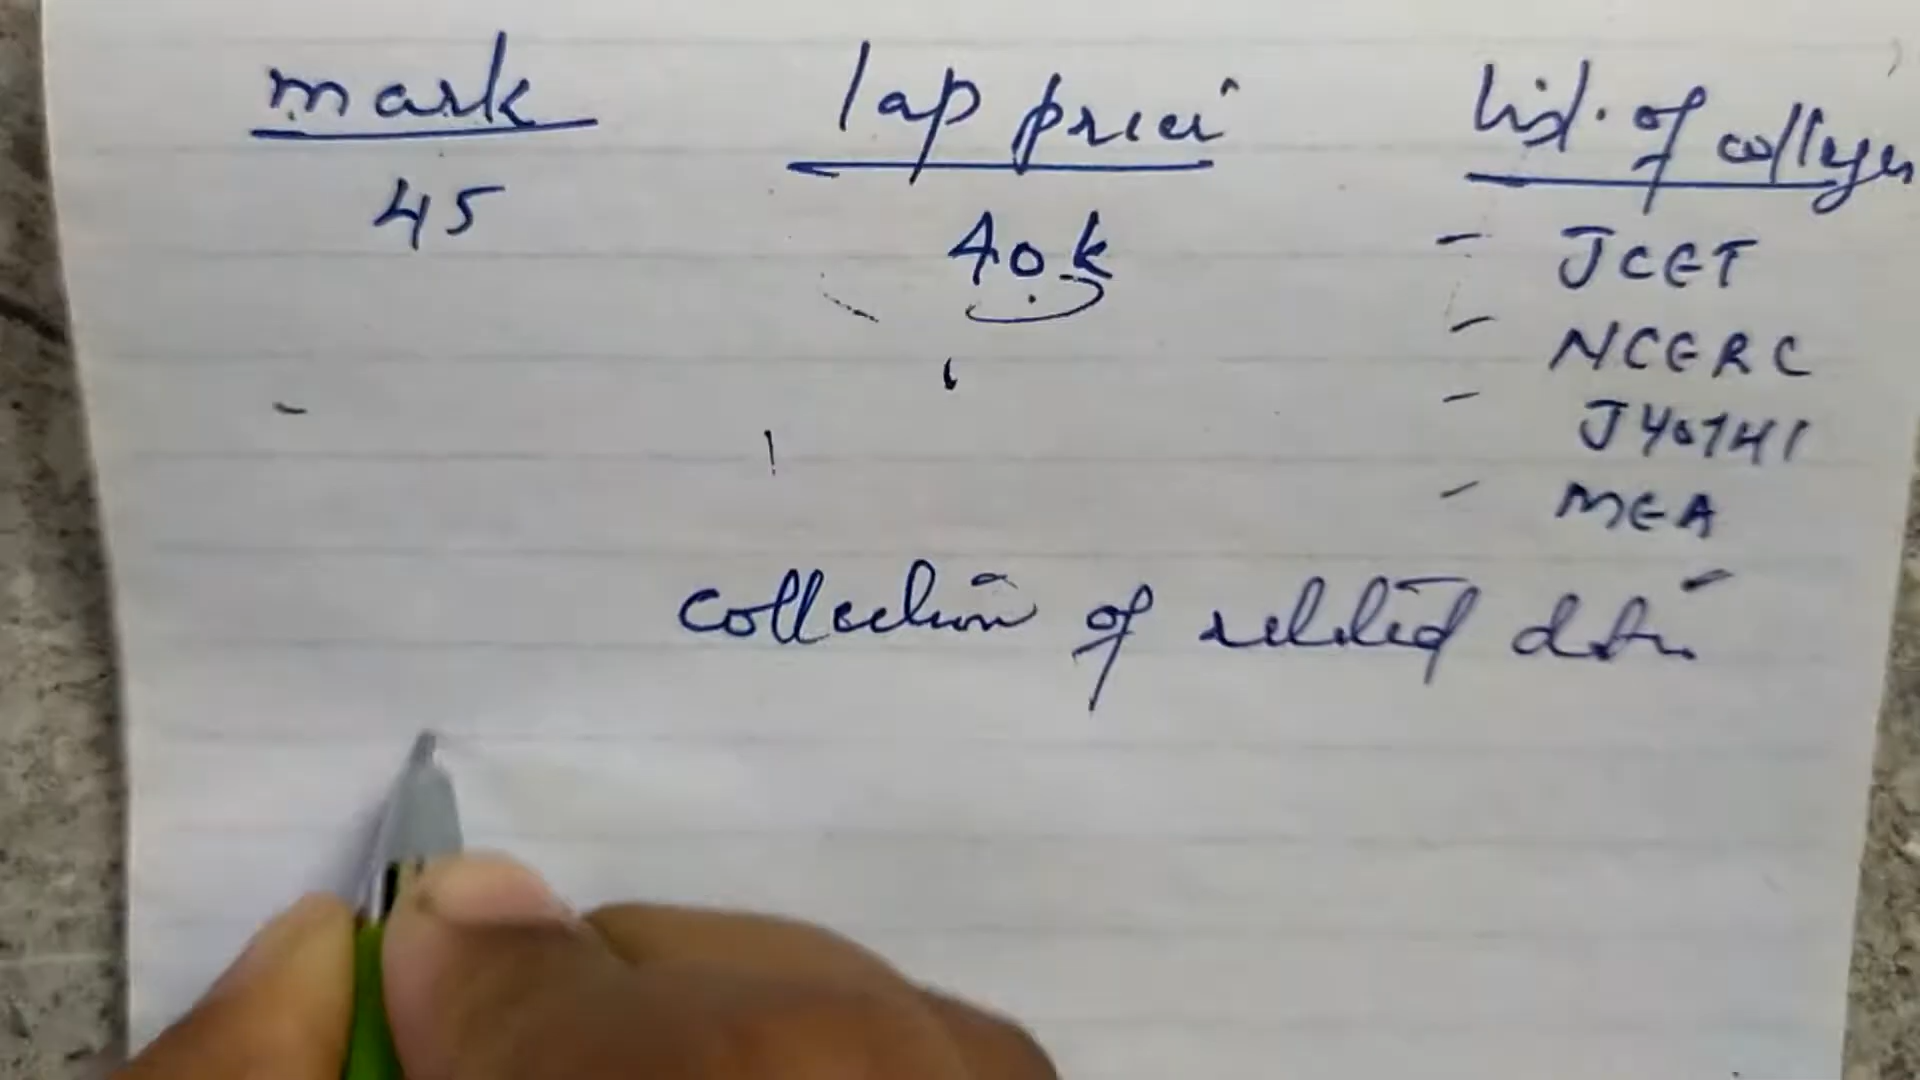 mark
45
lap price
40k
list of colleges
- JCET
- NCERC
- JYOTHI
- MEA
collection of related data